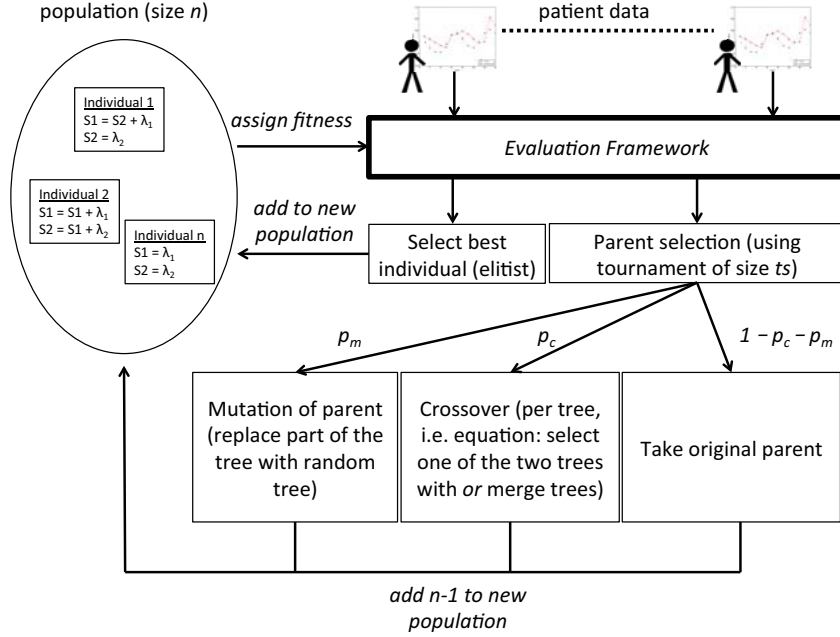 population (size n)
patient data
Individual 1
S1 = S2 + λ₁
S2 = λ₂
assign fitness
Evaluation Framework
Individual 2
S1 = S1 + λ₁
S2 = S1 + λ₂
Individual n
S1 = λ₁
S2 = λ₂
add to new
population
Select best
individual (elitist)
Parent selection (using
tournament of size ts)
pₘ
p꜀
1 − p꜀ − pₘ
Mutation of parent
(replace part of the
tree with random
tree)
Crossover (per tree,
i.e. equation: select
one of the two trees
with or merge trees)
Take original parent
add n-1 to new
population